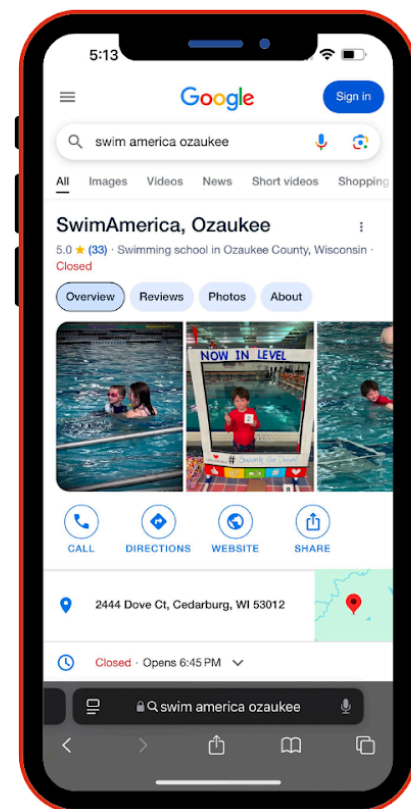 5:13
Google
Sign in
swim america ozaukee
All Images Videos News Short videos Shopping
SwimAmerica, Ozaukee
5.0 (33) · Swimming school in Ozaukee County, Wisconsin ·
Closed
Overview Reviews Photos About
NOW IN LEVEL
2
CALL DIRECTIONS WEBSITE SHARE
2444 Dove Ct, Cedarburg, WI 53012
Closed · Opens 6:45 PM
swim america ozaukee